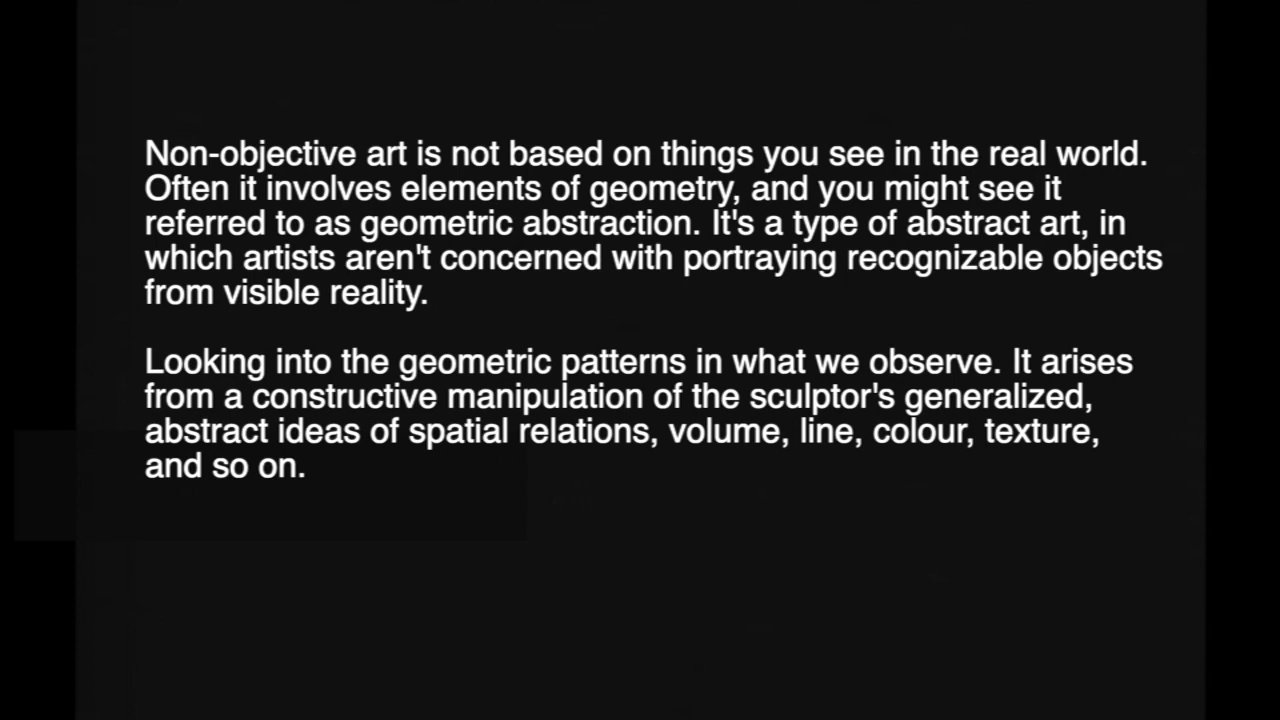 Non-objective art is not based on things you see in the real world.
Often it involves elements of geometry, and you might see it
referred to as geometric abstraction. It's a type of abstract art, in
which artists aren't concerned with portraying recognizable objects
from visible reality.
Looking into the geometric patterns in what we observe. It arises
from a constructive manipulation of the sculptor's generalized,
abstract ideas of spatial relations, volume, line, colour, texture,
and so on.